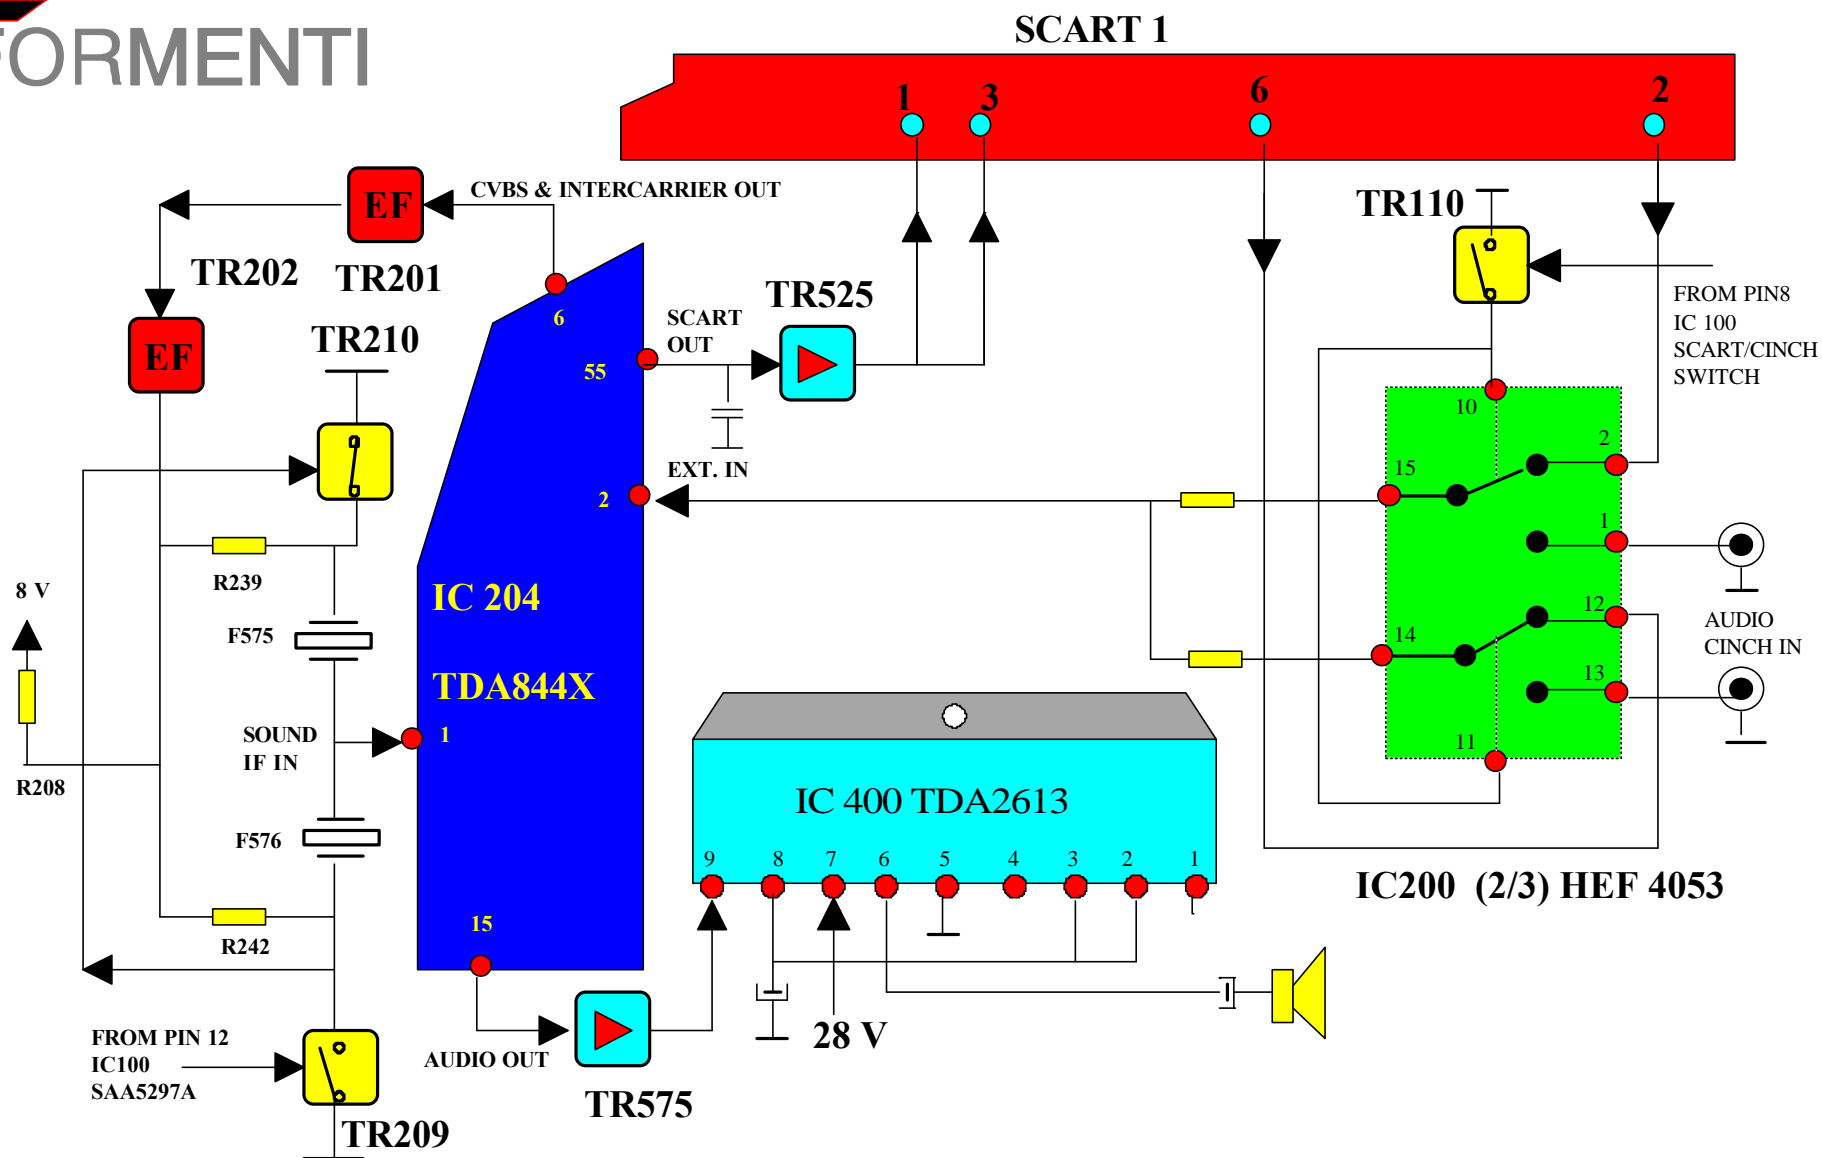 FORMENTI
SCART 1
1
3
6
2
CVBS & INTERCARRIER OUT
EF
TR201
TR202
EF
TR210
6
SCART
OUT
TR525
55
EXT. IN
2
TR110
FROM PIN8
IC 100
SCART/CINCH
SWITCH
10
2
15
1
12
14
13
11
AUDIO
CINCH IN
IC200 (2/3) HEF 4053
R239
8 V
F575
IC 204
TDA844X
SOUND
IF IN
1
R208
F576
R242
15
IC 400 TDA2613
9
8
7
6
5
4
3
2
1
28 V
AUDIO OUT
TR575
FROM PIN 12
IC100
SAA5297A
TR209